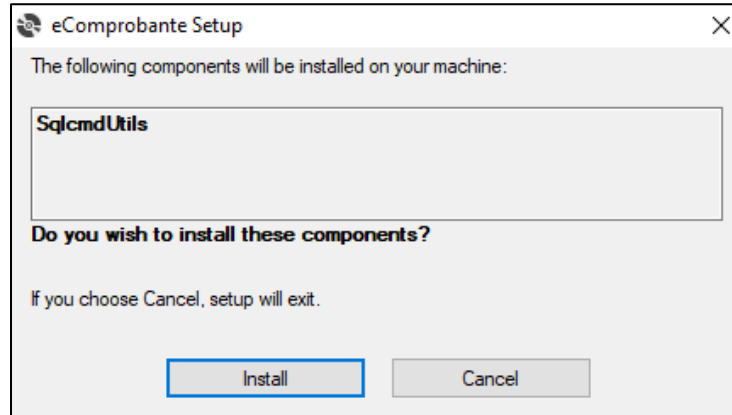 eComprobante Setup
The following components will be installed on your machine:
SqlcmdUtils
Do you wish to install these components?
If you choose Cancel, setup will exit.
Install
Cancel